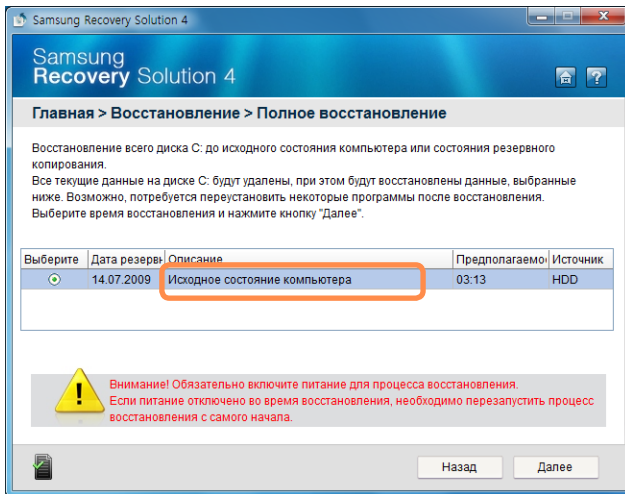 Samsung Recovery Solution 4
Samsung
Recovery Solution 4
Главная > Восстановление > Полное восстановление
Восстановление всего диска C: до исходного состояния компьютера или состояния резервного
копирования.
Все текущие данные на диске C: будут удалены, при этом будут восстановлены данные, выбранные
ниже. Возможно, потребуется переустановить некоторые программы после восстановления.
Выберите время восстановления и нажмите кнопку "Далее".
Выберите Дата резерв Описание Предполагаемо Источник
14.07.2009 Исходное состояние компьютера 03:13 HDD
Внимание! Обязательно включите питание для процесса восстановления.
Если питание отключено во время восстановления, необходимо перезапустить процесс
восстановления с самого начала.
Назад Далее